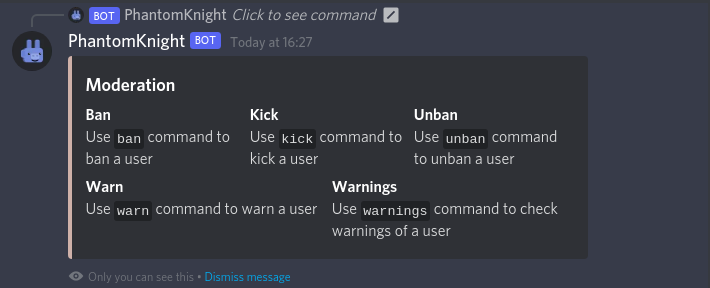 BOT PhantomKnight Click to see command
PhantomKnight BOT Today at 16:27
Moderation
Ban Kick Unban
Use ban command to Use kick command to Use unban command
ban a user kick a user to unban a user
Warn Warnings
Use warn command to warn a user Use warnings command to check
warnings of a user
Only you can see this • Dismiss message